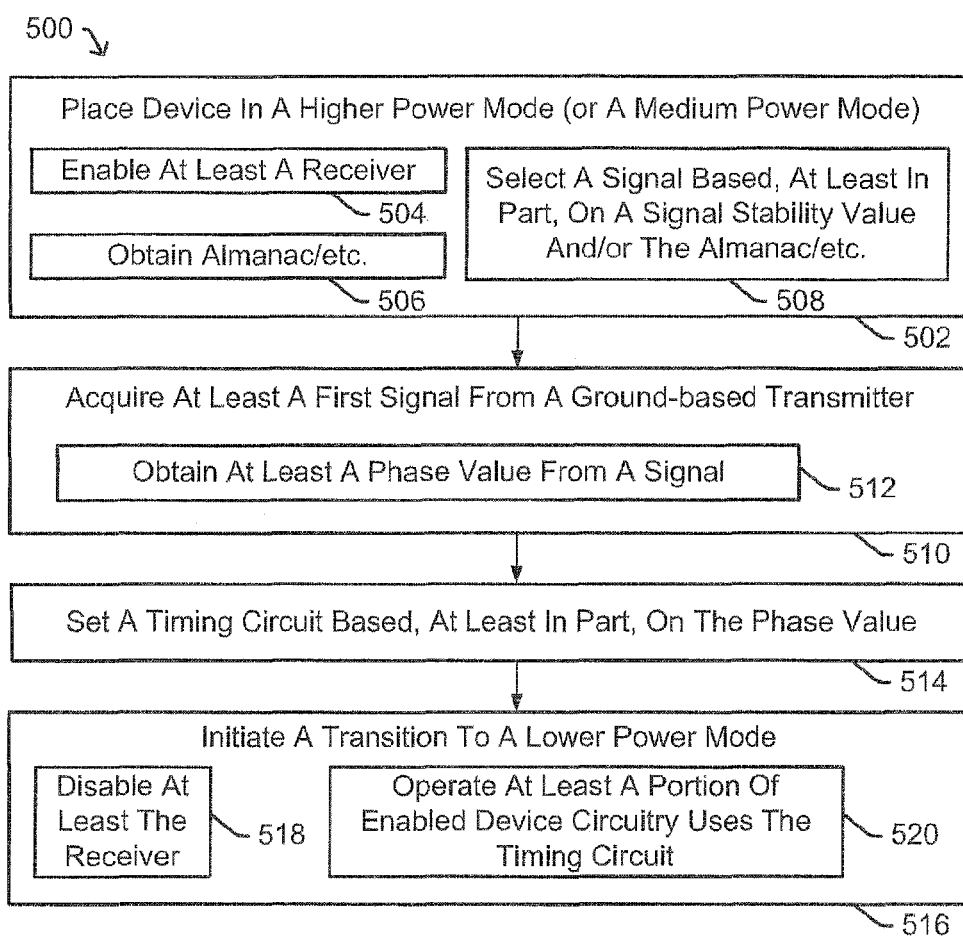 500
Place Device In A Higher Power Mode (or A Medium Power Mode)
Enable At Least A Receiver
504
Obtain Almanac/etc.
506
Select A Signal Based, At Least In
Part, On A Signal Stability Value
And/or The Almanac/etc.
508
502
Acquire At Least A First Signal From A Ground-based Transmitter
Obtain At Least A Phase Value From A Signal
512
510
Set A Timing Circuit Based, At Least In Part, On The Phase Value
514
Initiate A Transition To A Lower Power Mode
Disable At
Least The
Receiver
518
Operate At Least A Portion Of
Enabled Device Circuitry Uses The
Timing Circuit
520
516